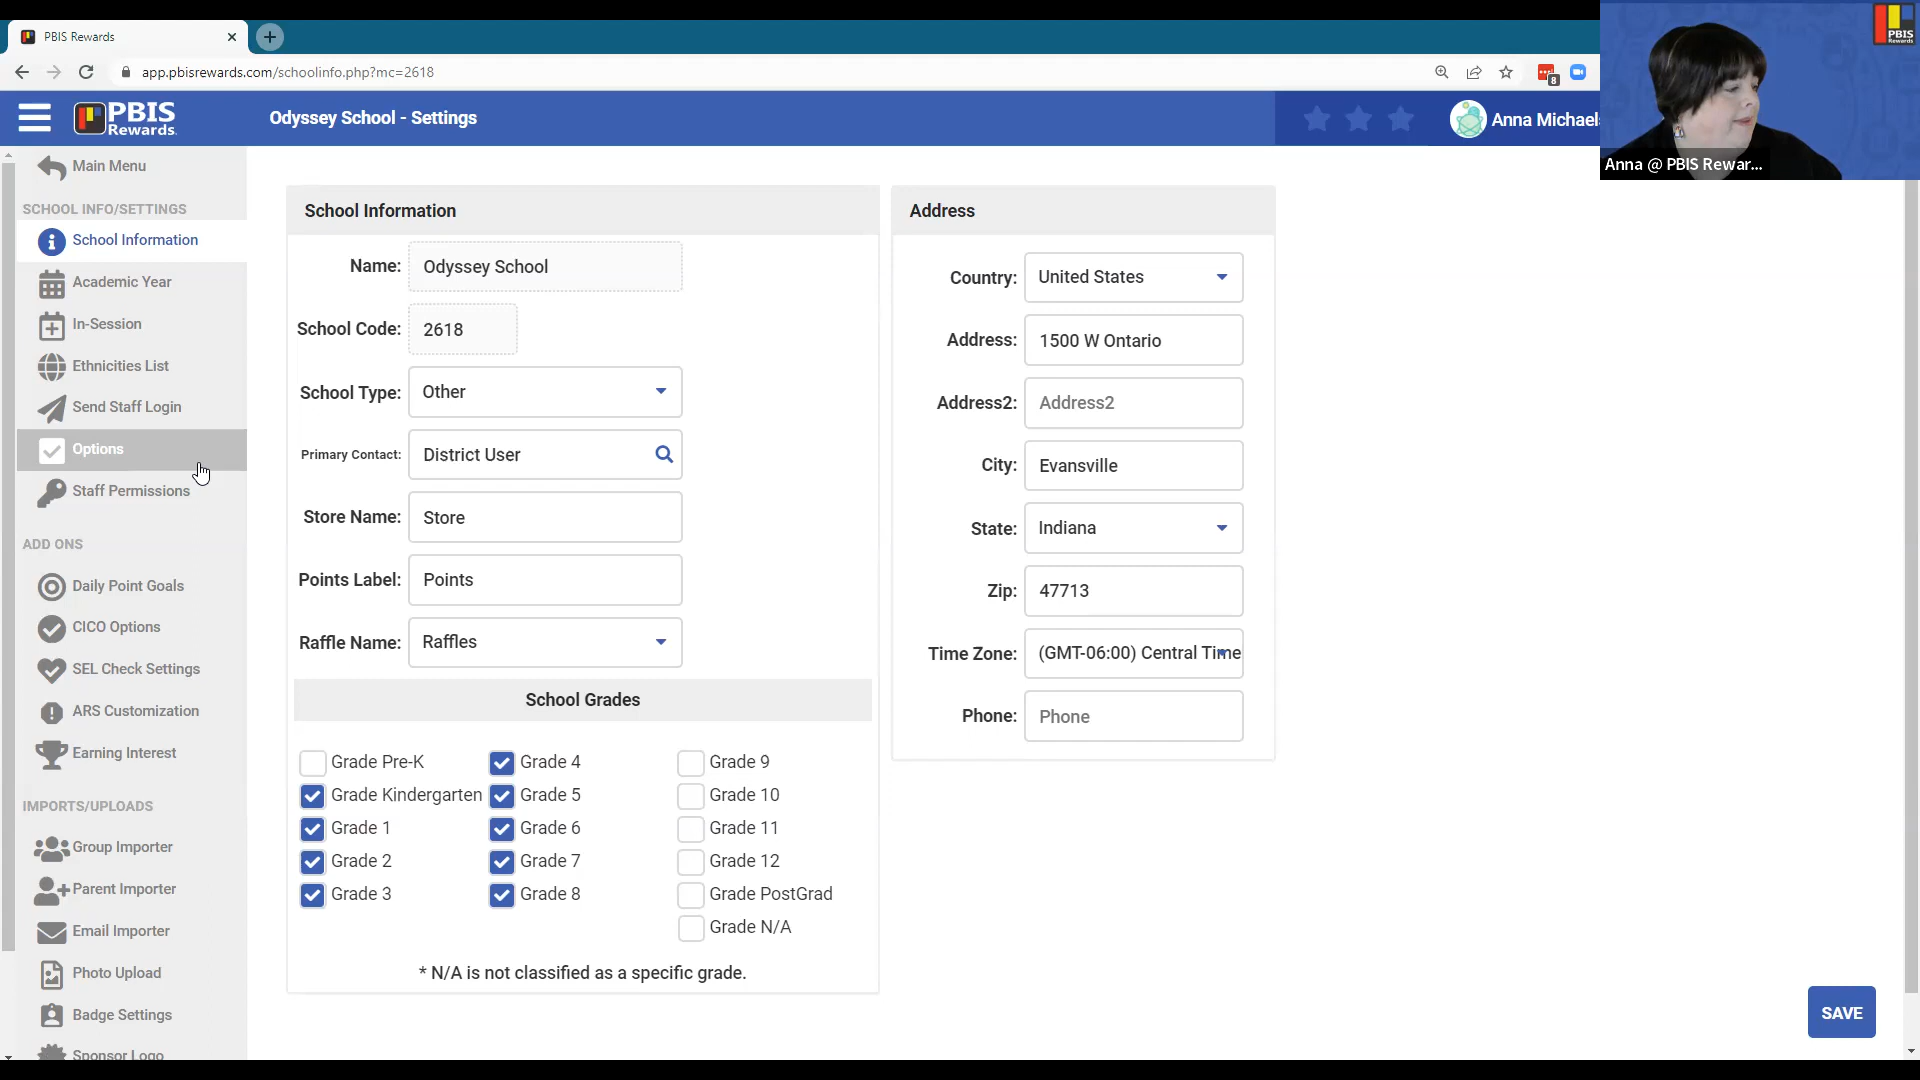 PBIS Rewards
app.pbisrewards.com/schoolinfo.php?mc=2618
8
PBIS
Rewards
Odyssey School - Settings
Anna Michaels
PBIS
Anna @ PBIS Rewar...
Main Menu
SCHOOL INFO/SETTINGS
School Information
Academic Year
In-Session
Ethnicities List
Send Staff Login
Options
Staff Permissions
ADD ONS
Daily Point Goals
CICO Options
SEL Check Settings
ARS Customization
Earning Interest
IMPORTS/UPLOADS
Group Importer
Parent Importer
Email Importer
Photo Upload
Badge Settings
Sponsor Logo
School Information
Name: Odyssey School
School Code: 2618
School Type: Other
Primary Contact: District User
Store Name: Store
Points Label: Points
Raffle Name: Raffles
School Grades
Grade Pre-K
Grade Kindergarten
Grade 1
Grade 2
Grade 3
Grade 4
Grade 5
Grade 6
Grade 7
Grade 8
Grade 9
Grade 10
Grade 11
Grade 12
Grade PostGrad
Grade N/A
* N/A is not classified as a specific grade.
Address
Country: United States
Address: 1500 W Ontario
Address2: Address2
City: Evansville
State: Indiana
Zip: 47713
Time Zone: (GMT-06:00) Central Time
Phone: Phone
SAVE